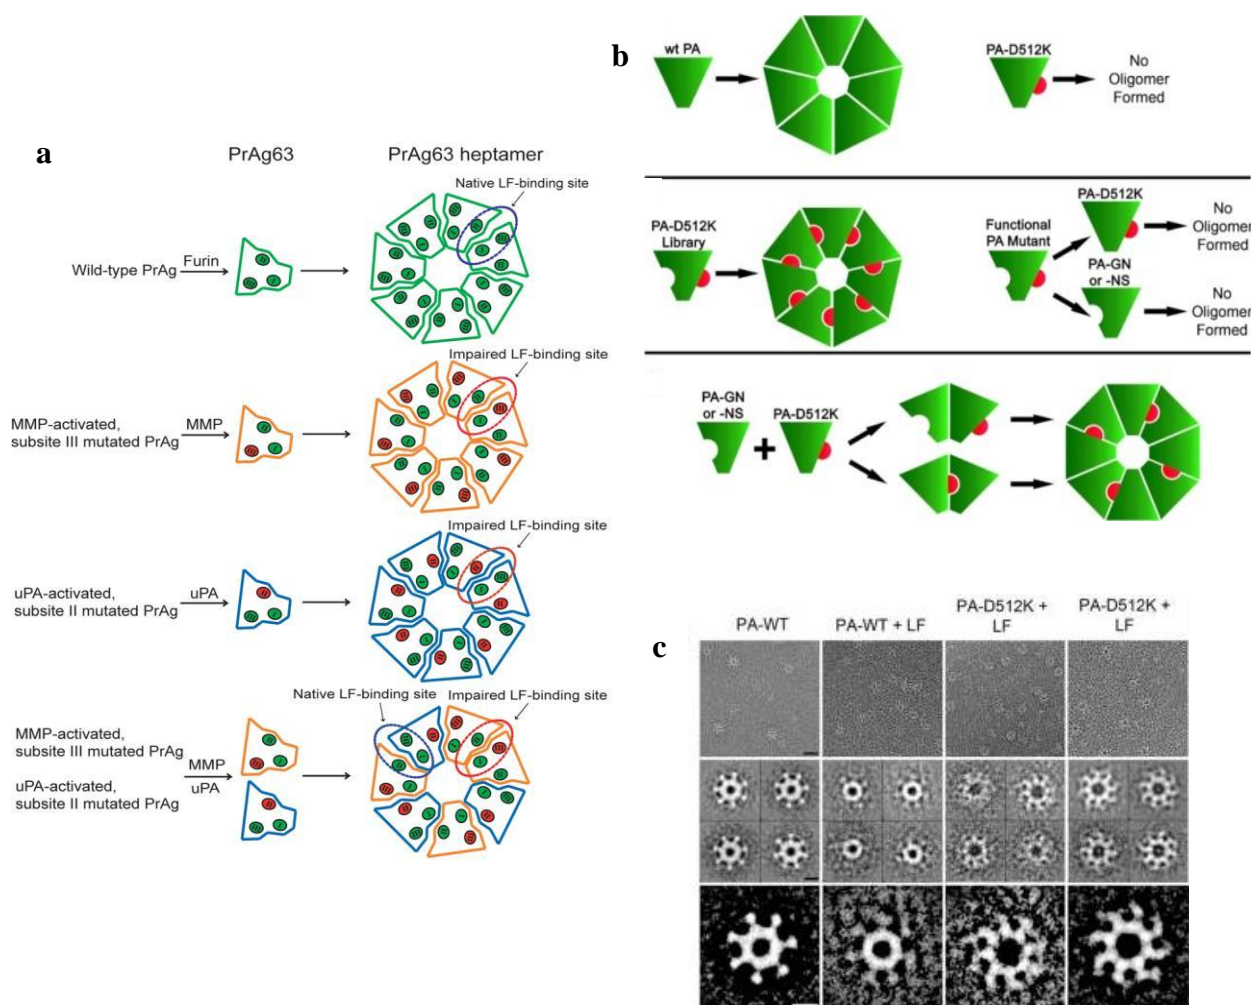 a
PrAg63
PrAg63 heptamer
Native LF-binding site
Wild-type PrAg
Furin
III
II
I
Impaired LF-binding site
MMP-activated,
subsite III mutated PrAg
MMP
Impaired LF-binding site
uPA-activated,
subsite II mutated PrAg
uPA
Native LF-binding site
Impaired LF-binding site
MMP-activated,
subsite III mutated PrAg
MMP
uPA
uPA-activated,
subsite II mutated PrAg
b
wt PA
PA-D512K
No
Oligomer
Formed
PA-D512K
Library
Functional
PA Mutant
PA-D512K
No
Oligomer
Formed
PA-GN
or -NS
No
Oligomer
Formed
PA-GN
or -NS
PA-D512K
c
PA-WT
PA-WT + LF
PA-D512K +
LF
PA-D512K +
LF